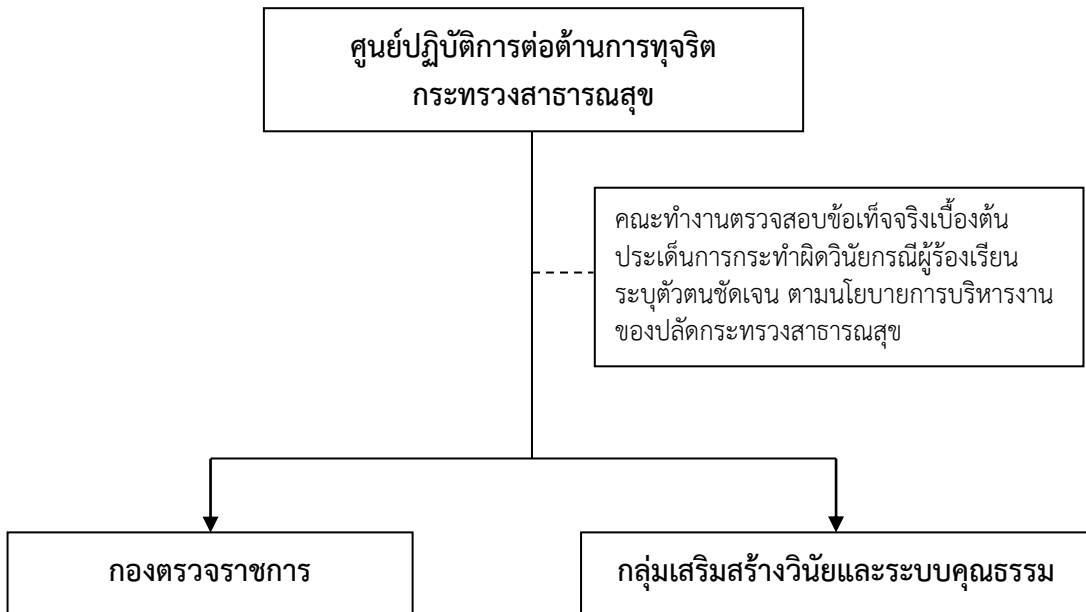 ศูนย์ปฏิบัติการต่อต้านการทุจริต
กระทรวงสาธารณสุข
คณะทำงานตรวจสอบข้อเท็จจริงเบื้องต้น
ประเด็นการกระทำผิดวินัยกรณีผู้ร้องเรียน
ระบุตัวตนชัดเจน ตามนโยบายการบริหารงาน
ของปลัดกระทรวงสาธารณสุข
กองตรวจราชการ
กลุ่มเสริมสร้างวินัยและระบบคุณธรรม